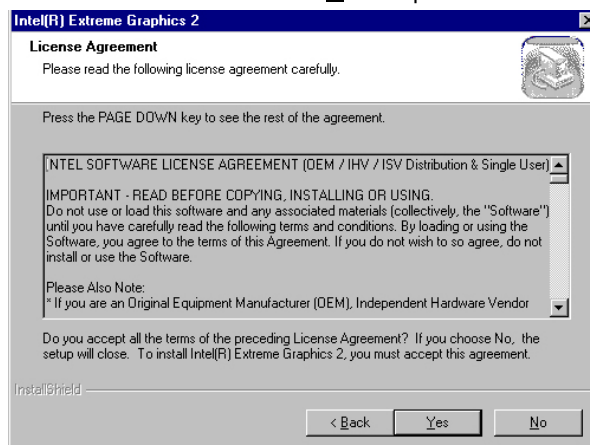 Intel(R) Extreme Graphics 2
License Agreement
Please read the following license agreement carefully.
Press the PAGE DOWN key to see the rest of the agreement.
NTEL SOFTWARE LICENSE AGREEMENT (OEM / IHV / ISV Distribution & Single User)
IMPORTANT - READ BEFORE COPYING, INSTALLING OR USING.
Do not use or load this software and any associated materials (collectively, the "Software")
until you have carefully read the following terms and conditions. By loading or using the
Software, you agree to the terms of this Agreement. If you do not wish to so agree, do not
install or use the Software.
Please Also Note:
* If you are an Original Equipment Manufacturer (OEM), Independent Hardware Vendor
Do you accept all the terms of the preceding License Agreement? If you choose No, the
setup will close. To install Intel(R) Extreme Graphics 2, you must accept this agreement.
InstallShield
< Back
Yes
No